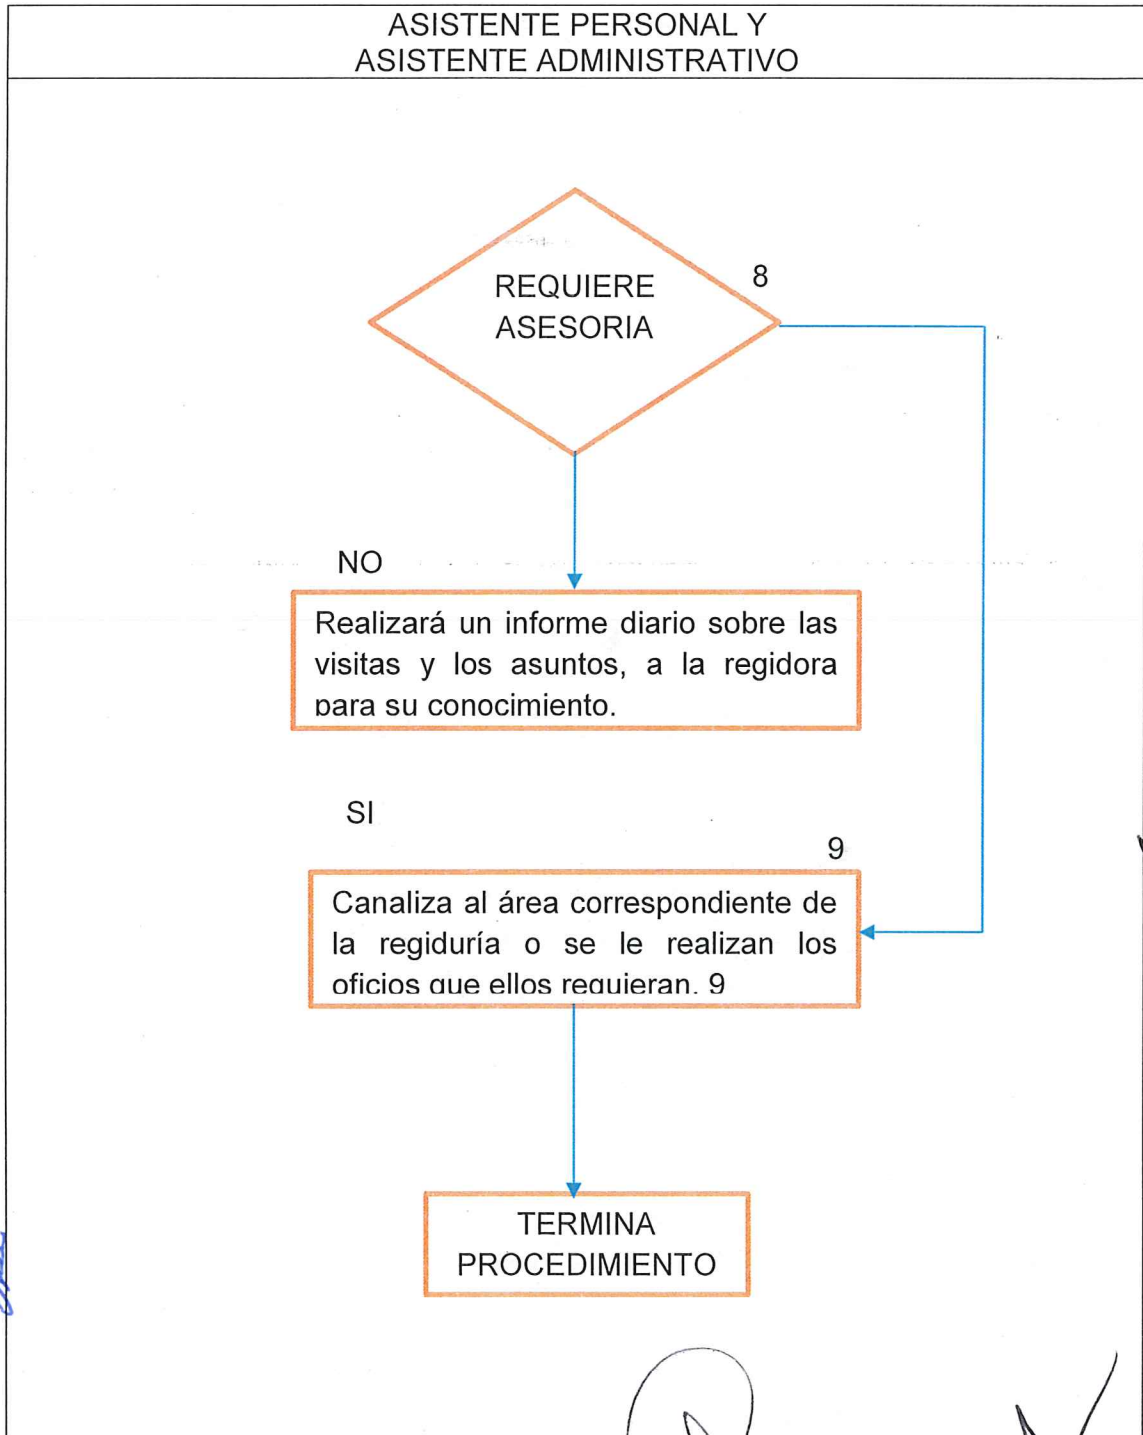 ASISTENTE PERSONAL Y
ASISTENTE ADMINISTRATIVO
8
REQUIERE
ASESORIA
NO
Realizará un informe diario sobre las
visitas y los asuntos, a la regidora
para su conocimiento.
SI
9
Canaliza al área correspondiente de
la regiduría o se le realizan los
oficios que ellos requieran. 9
TERMINA
PROCEDIMIENTO